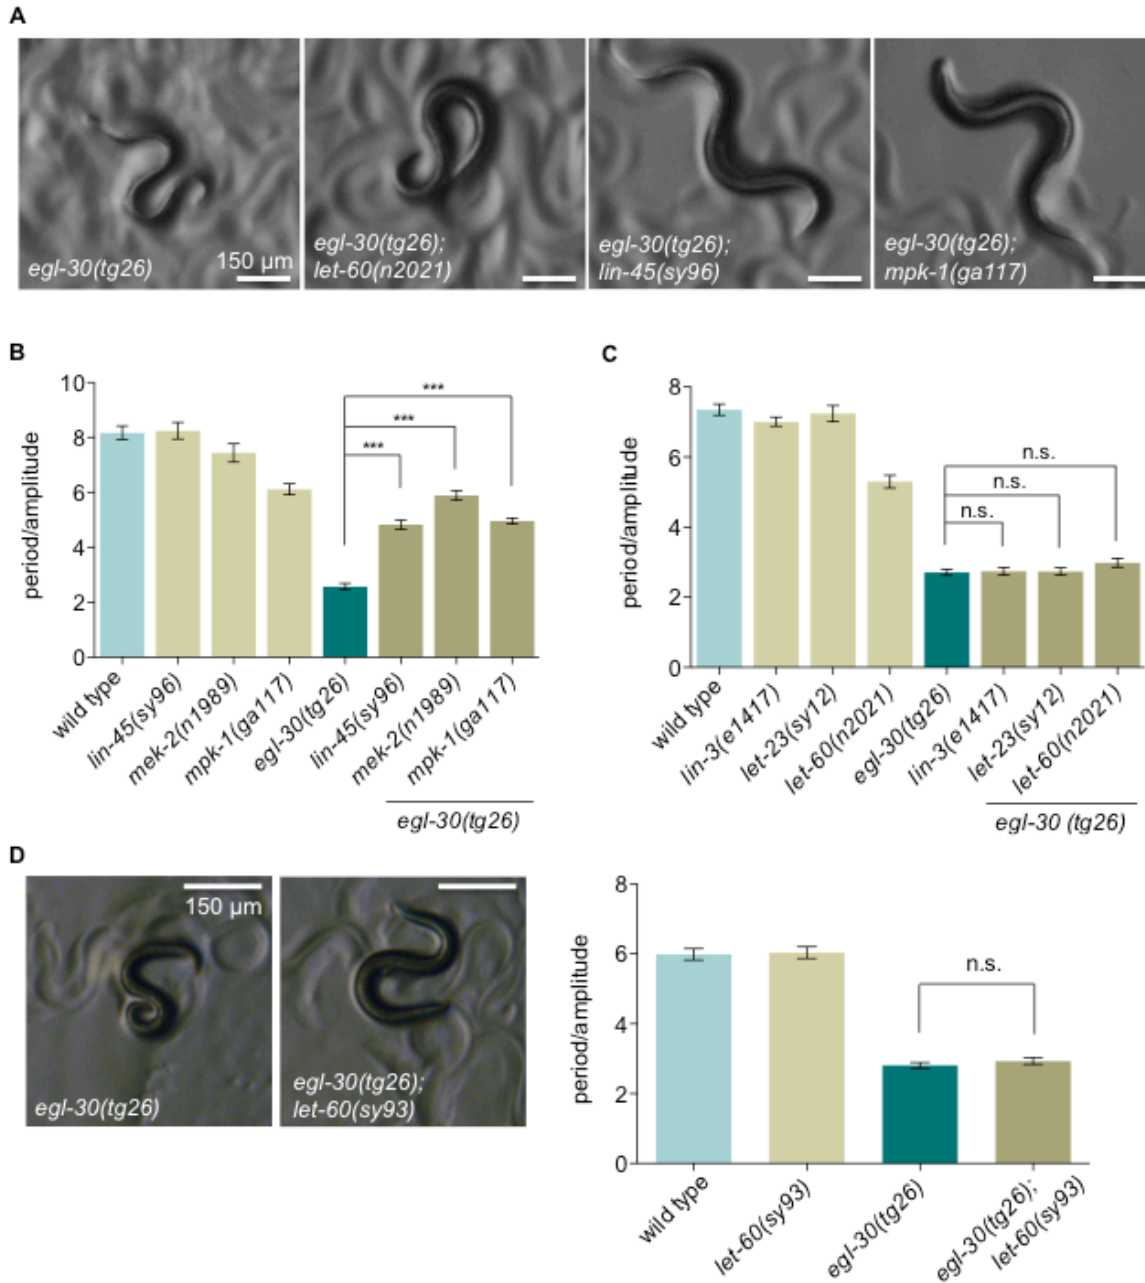 A
egl-30(tg26)
150 µm
egl-30(tg26);
let-60(n2021)
egl-30(tg26);
lin-45(sy96)
egl-30(tg26);
mpk-1(ga117)
B
period/amplitude
10
8
6
4
2
0
***
***
***
wild type
lin-45(sy96)
mek-2(n1989)
mpk-1(ga117)
egl-30(tg26)
lin-45(sy96)
mek-2(n1989)
mpk-1(ga117)
egl-30(tg26)
C
period/amplitude
8
6
4
2
0
n.s.
n.s.
n.s.
wild type
lin-3(e1417)
let-23(sy12)
let-60(n2021)
egl-30(tg26)
lin-3(e1417)
let-23(sy12)
let-60(n2021)
egl-30 (tg26)
D
150 µm
egl-30(tg26)
egl-30(tg26);
let-60(sy93)
period/amplitude
8
6
4
2
0
n.s.
wild type
let-60(sy93)
egl-30(tg26)
egl-30(tg26);
let-60(sy93)